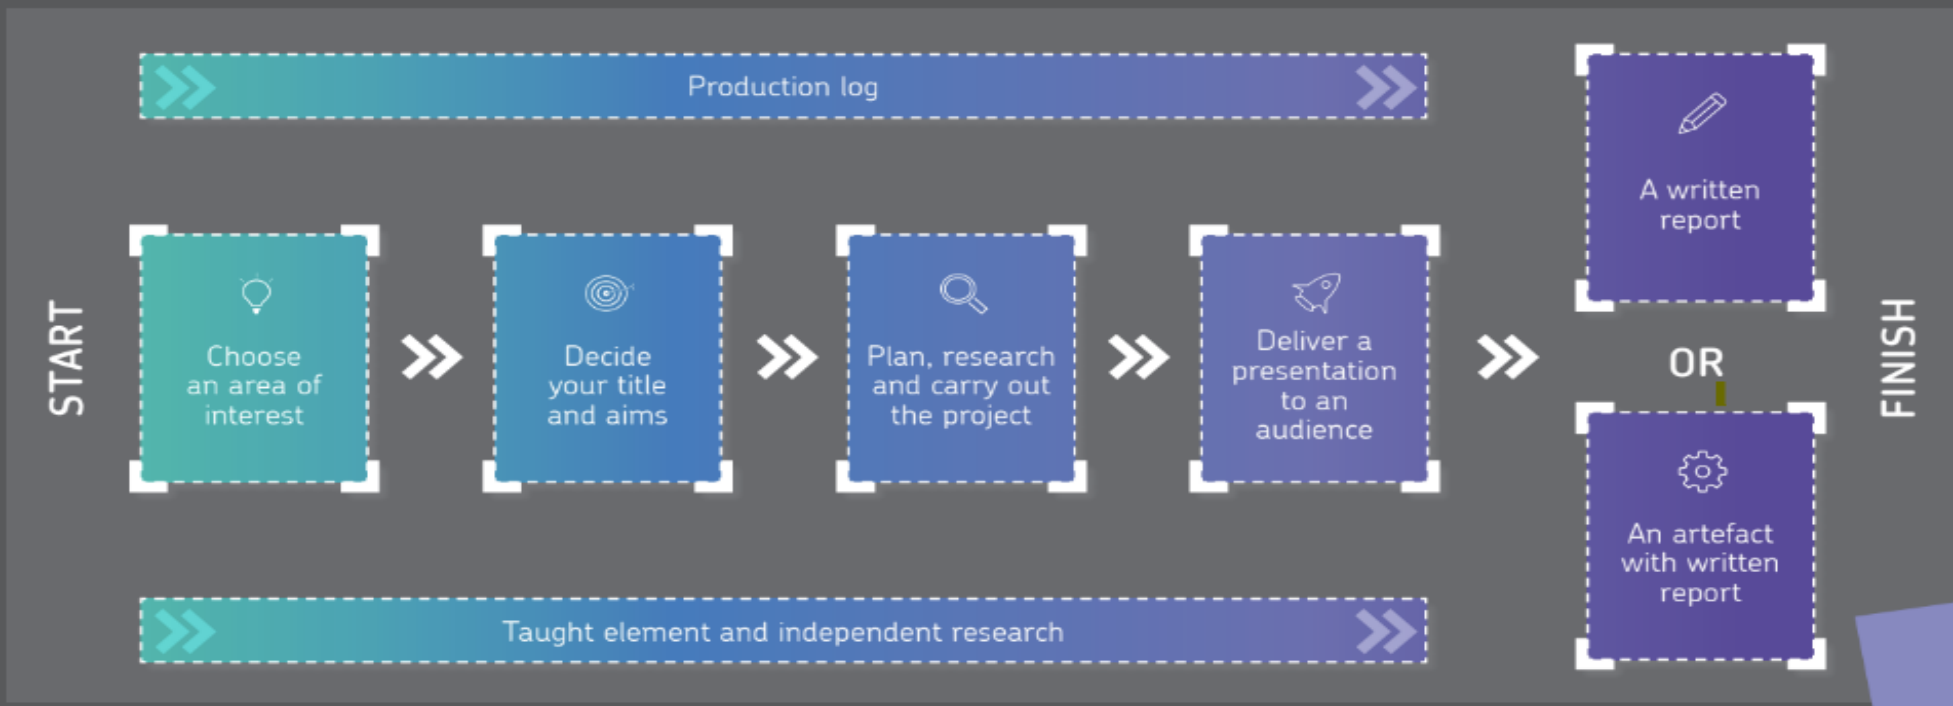 Production log
START
Choose
an area of
interest
Decide
your title
and aims
Plan, research
and carry out
the project
Deliver a
presentation
to an
audience
A written
report
OR
An artefact
with written
report
FINISH
Taught element and independent research